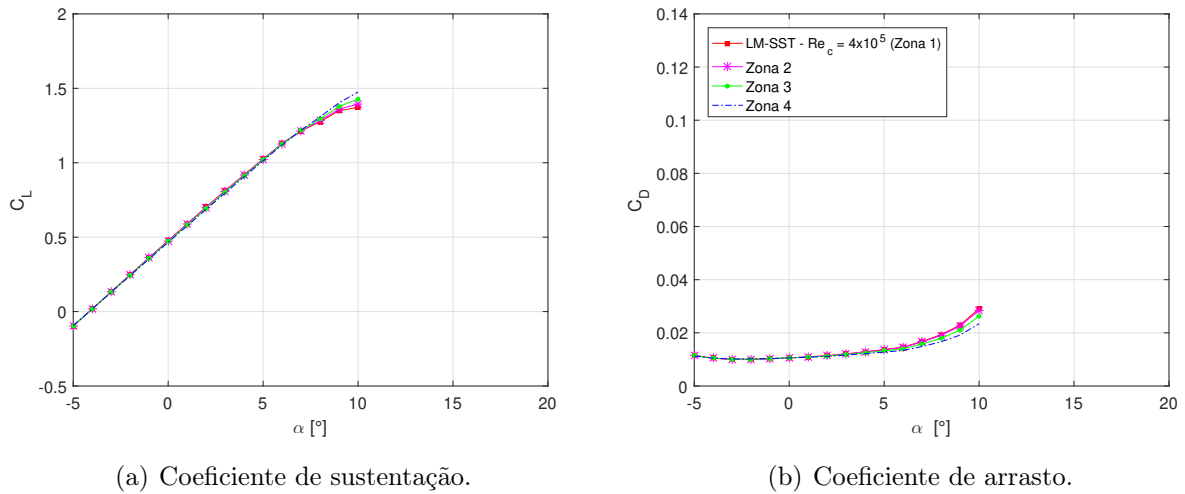 2
1.5
1
0.5
0
-0.5
C_L
-5 0 5 10 15 20
α [°]
0.14
0.12
0.1
0.08
0.06
0.04
0.02
0
C_D
LM-SST - Re_c = 4x10^5 (Zona 1)
Zona 2
Zona 3
Zona 4
-5 0 5 10 15 20
α [°]
(a) Coeficiente de sustentação.
(b) Coeficiente de arrasto.